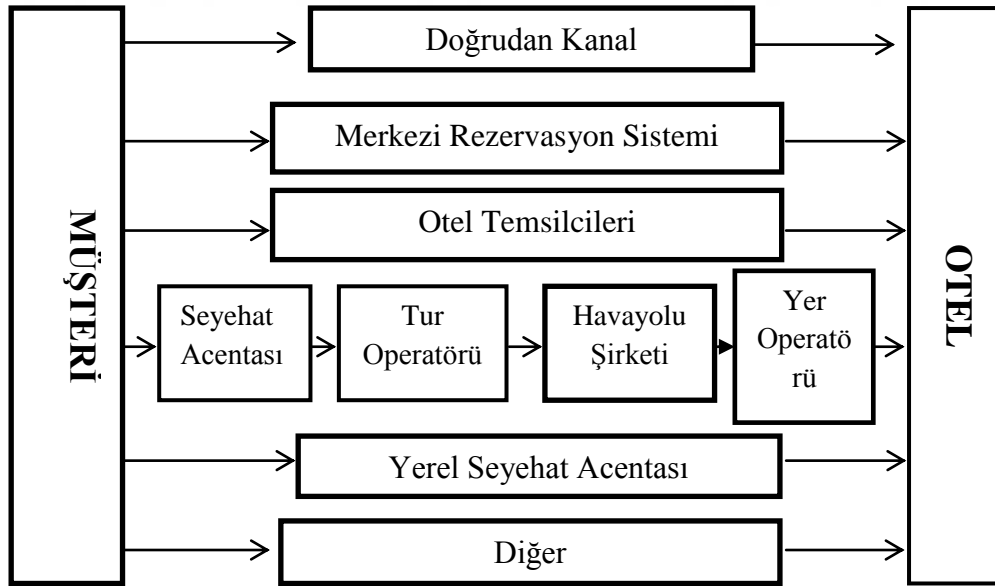 MÜŞTERİ
Doğrudan Kanal
Merkezi Rezervasyon Sistemi
Otel Temsilcileri
Seyehat
Acentası
Tur
Operatörü
Havayolu
Şirketi
Yer
Operatö
rü
Yerel Seyehat Acentası
Diğer
OTEL